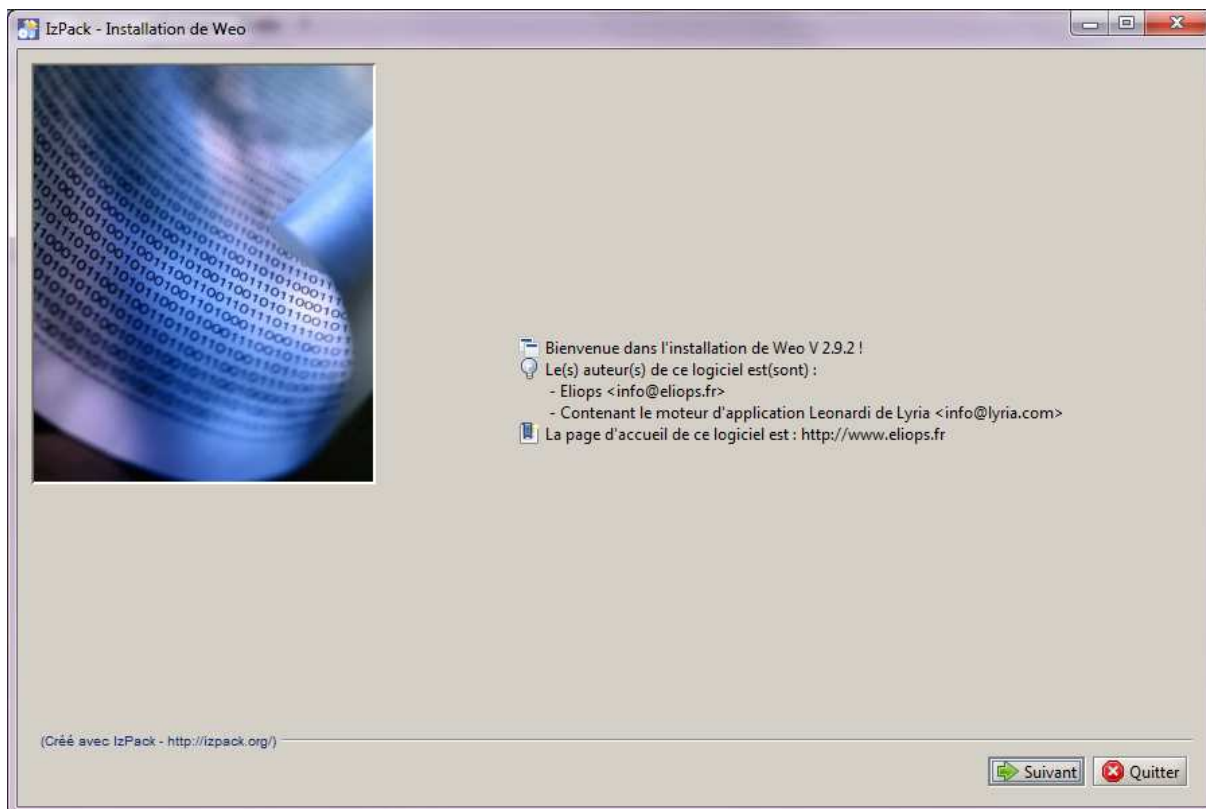 IzPack - Installation de Weo
Bienvenue dans l'installation de Weo V 2.9.2 !
Le(s) auteur(s) de ce logiciel est(sont) :
- Eliops <info@eliops.fr>
- Contenant le moteur d'application Leonardi de Lyria <info@lyria.com>
La page d'accueil de ce logiciel est : http://www.eliops.fr
(Créé avec IzPack - http://izpack.org/)
Suivant
Quitter